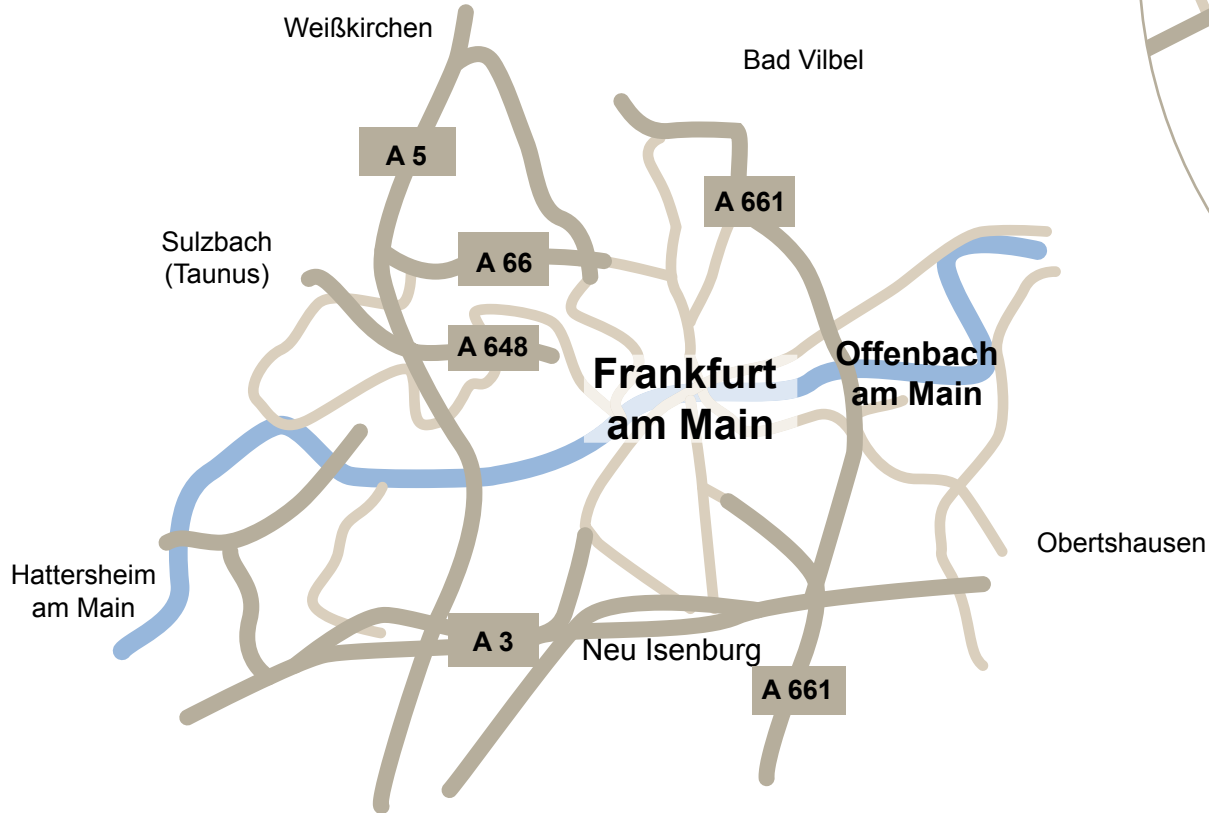 Weißkirchen
Bad Vilbel
A 5
A 661
Sulzbach
(Taunus)
A 66
A 648
Frankfurt
am Main
Offenbach
am Main
Obertshausen
Hattersheim
am Main
A 3
Neu Isenburg
A 661